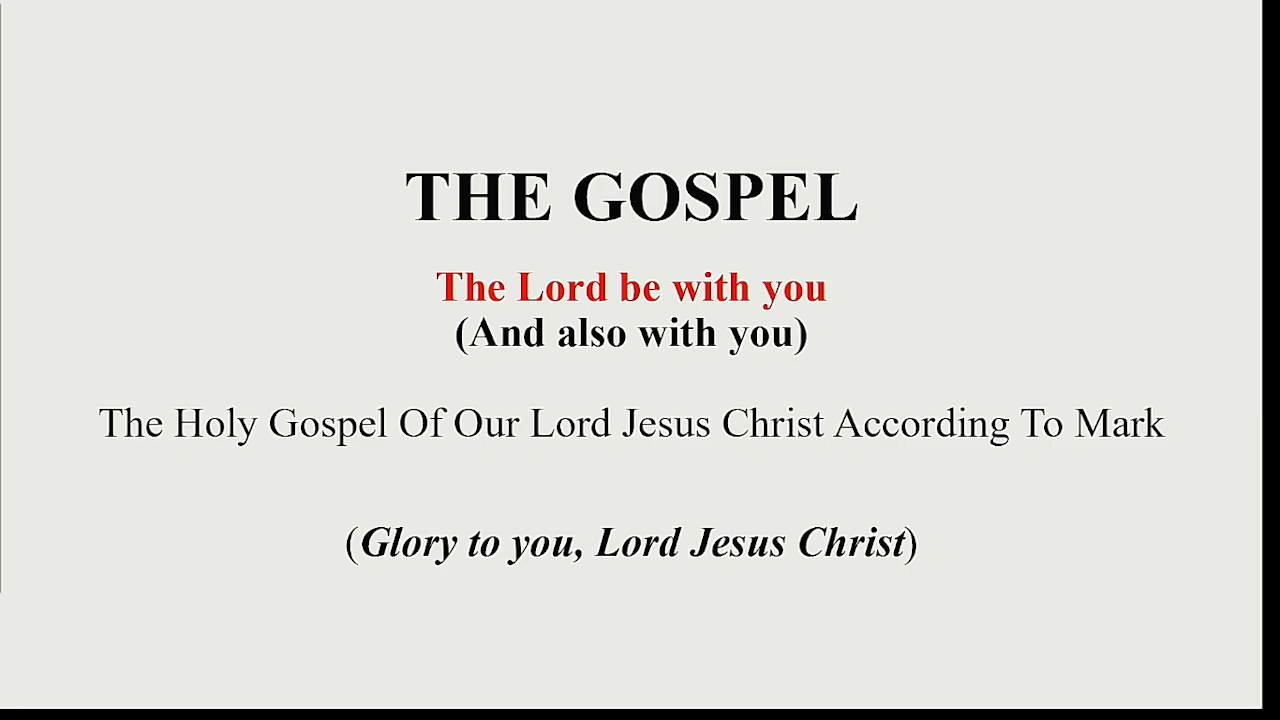 THE GOSPEL
The Lord be with you
(And also with you)
The Holy Gospel Of Our Lord Jesus Christ According To Mark
(Glory to you, Lord Jesus Christ)